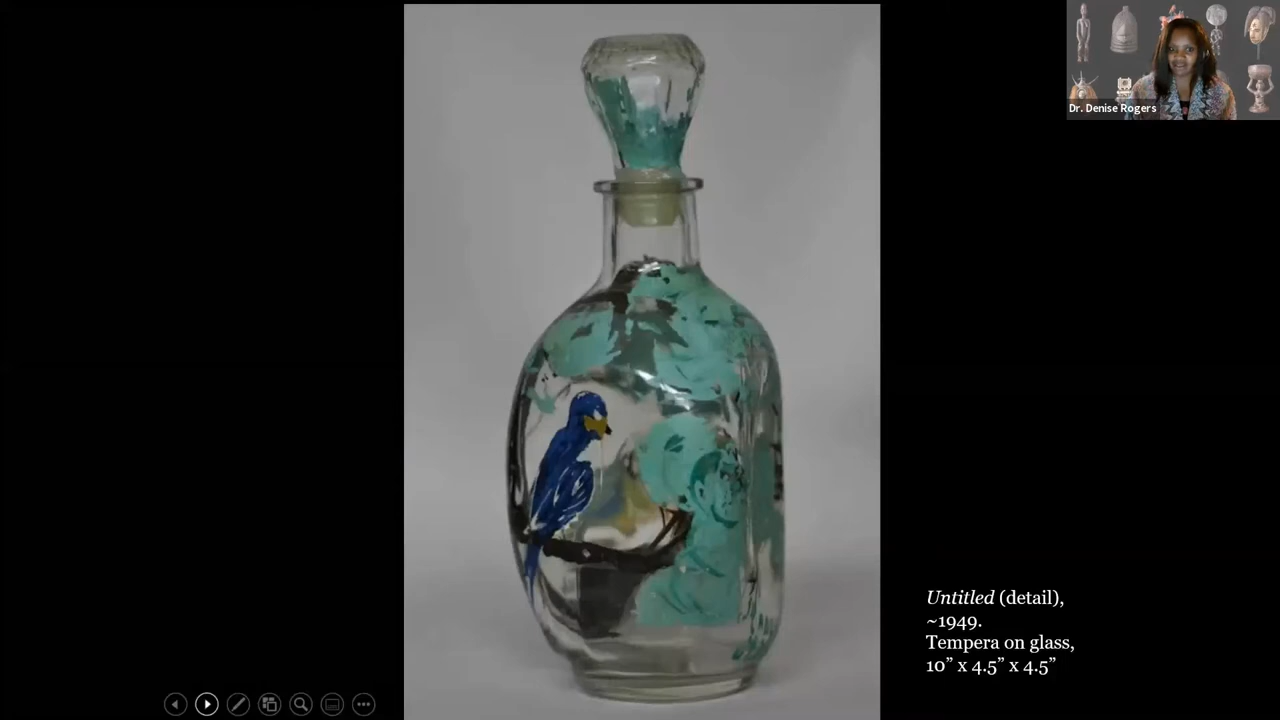 Dr. Denise Rogers
Untitled (detail),
~1949.
Tempera on glass,
10” x 4.5” x 4.5”